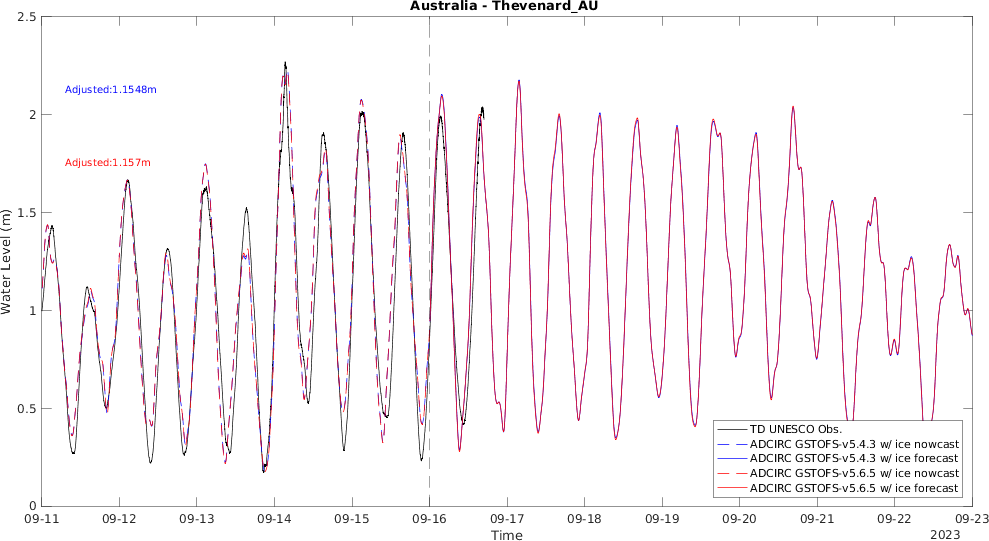 Australia - Thevenard_AU
2.5
2
1.5
1
0.5
0
Water Level (m)
Adjusted:1.1548m
Adjusted:1.157m
TD UNESCO Obs.
ADCIRC GSTOFS-v5.4.3 w/ ice nowcast
ADCIRC GSTOFS-v5.4.3 w/ ice forecast
ADCIRC GSTOFS-v5.6.5 w/ ice nowcast
ADCIRC GSTOFS-v5.6.5 w/ ice forecast
09-11 09-12 09-13 09-14 09-15 09-16 09-17 09-18 09-19 09-20 09-21 09-22 09-23
Time
2023